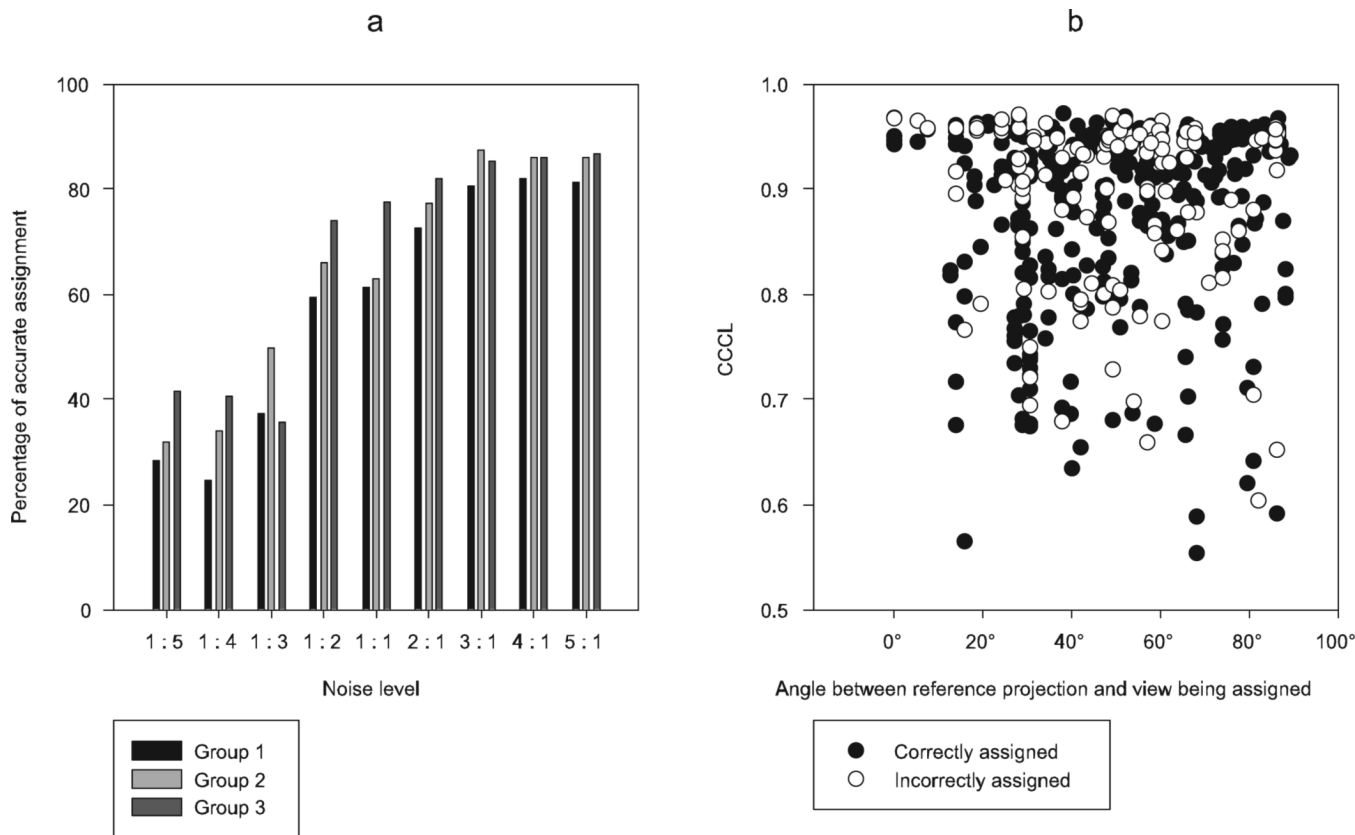 a
b
100
80
60
40
20
0
Percentage of accurate assignment
1 : 5 1 : 4 1 : 3 1 : 2 1 : 1 2 : 1 3 : 1 4 : 1 5 : 1
Noise level
Group 1
Group 2
Group 3
1.0
0.9
0.8
0.7
0.6
0.5
CCCL
0° 20° 40° 60° 80° 100°
Angle between reference projection and view being assigned
Correctly assigned
Incorrectly assigned